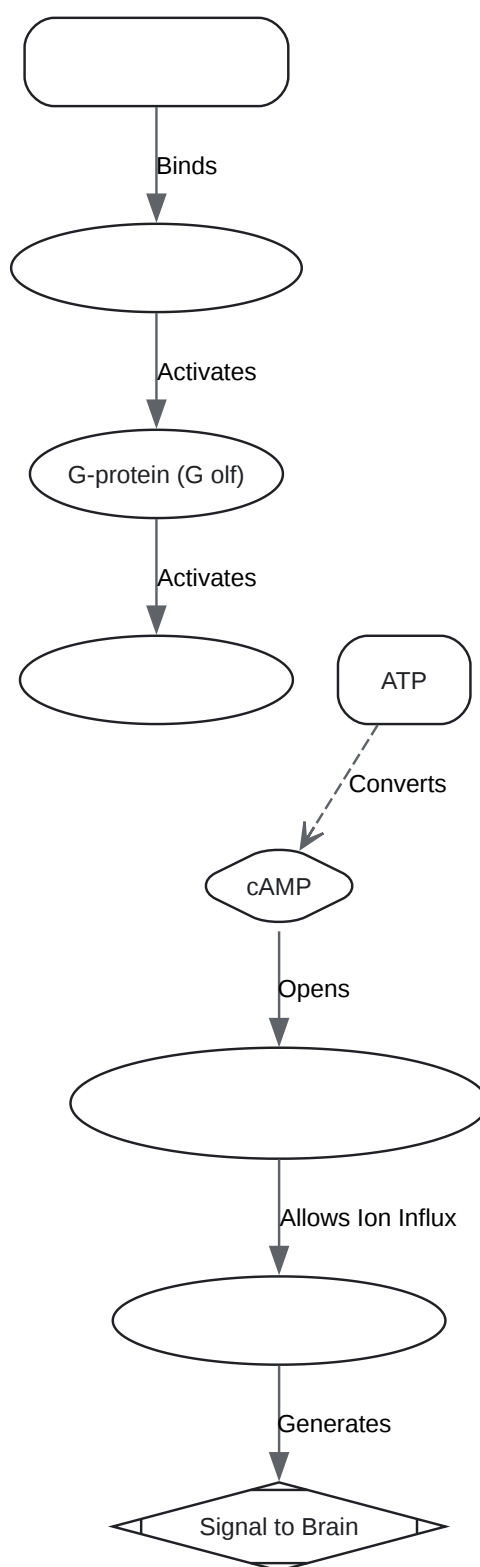 Binds
Activates
G-protein (G olf)
Activates
ATP
Converts
cAMP
Opens
Allows Ion Influx
Generates
Signal to Brain